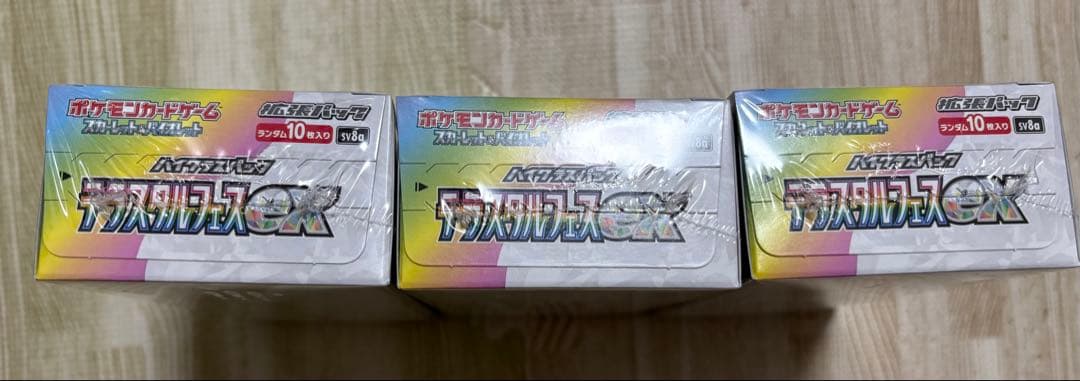 ポケモンカードゲーム
スカーレット&バイオレット
拡張パック
ランダム10枚入り
sv8a
ハイクラスパック
テラスタルフェスex
ポケモンカードゲーム
スカーレット&バイオレット
sv8a
ハイクラスパック
テラスタルフェスex
ポケモンカードゲーム
スカーレット&バイオレット
拡張パック
ランダム10枚入り
sv8a
ハイクラスパック
テラスタルフェスex